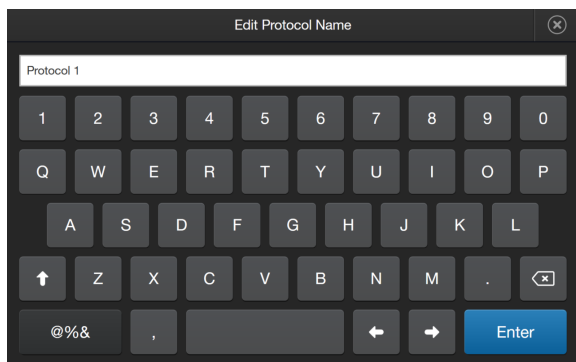 Edit Protocol Name
Protocol 1
1 2 3 4 5 6 7 8 9 0
Q W E R T Y U I O P
A S D F G H J K L
Z X C V B N M .
@%& , Enter